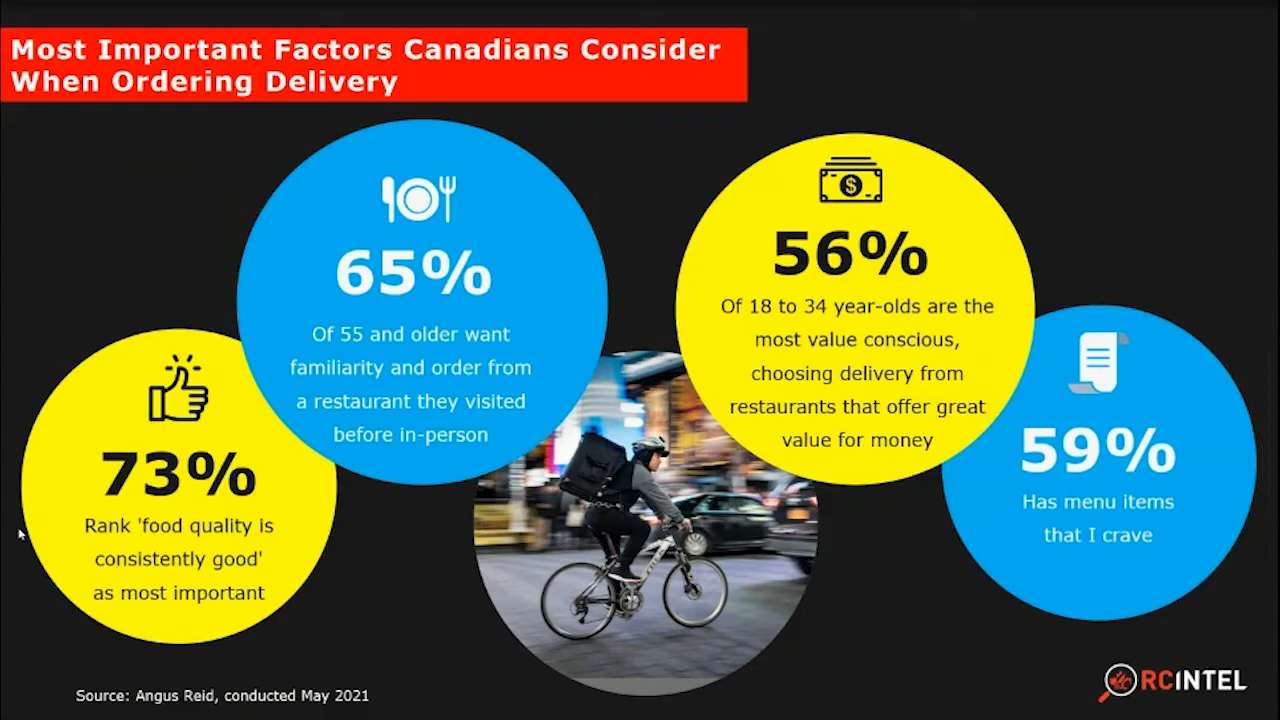 Most Important Factors Canadians Consider
When Ordering Delivery
73%
Rank 'food quality is
consistently good'
as most important
65%
Of 55 and older want
familiarity and order from
a restaurant they visited
before in-person
56%
Of 18 to 34 year-olds are the
most value conscious,
choosing delivery from
restaurants that offer great
value for money
59%
Has menu items
that I crave
Source: Angus Reid, conducted May 2021
RCINTEL